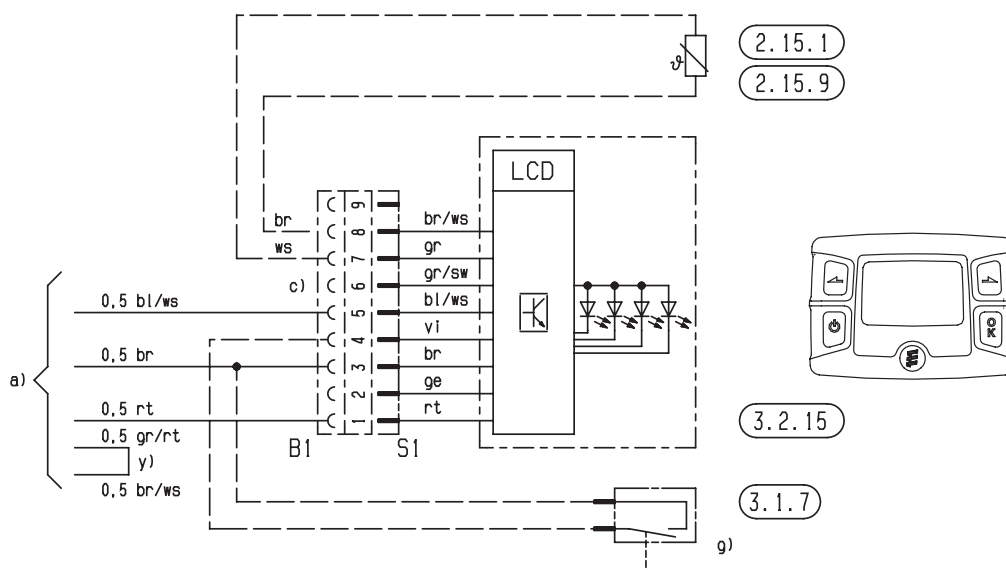 2.15.1
ϑ
2.15.9
LCD
9
br
8
br/ws
ws
7
gr
c)
6
gr/sw
0,5 bl/ws
5
bl/ws
4
vi
0,5 br
3
br
a)
2
ge
0,5 rt
1
rt
0,5 gr/rt
B1
S1
3.2.15
y)
0,5 br/ws
3.1.7
g)
OK